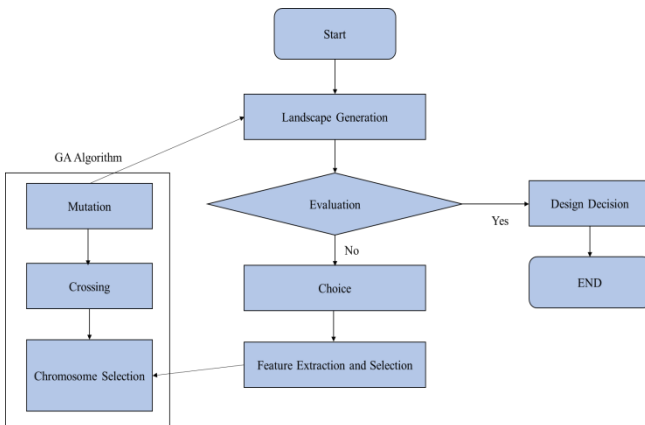 Start
Landscape Generation
GA Algorithm
Mutation
Evaluation
Yes
Design Decision
No
Crossing
Choice
END
Chromosome Selection
Feature Extraction and Selection